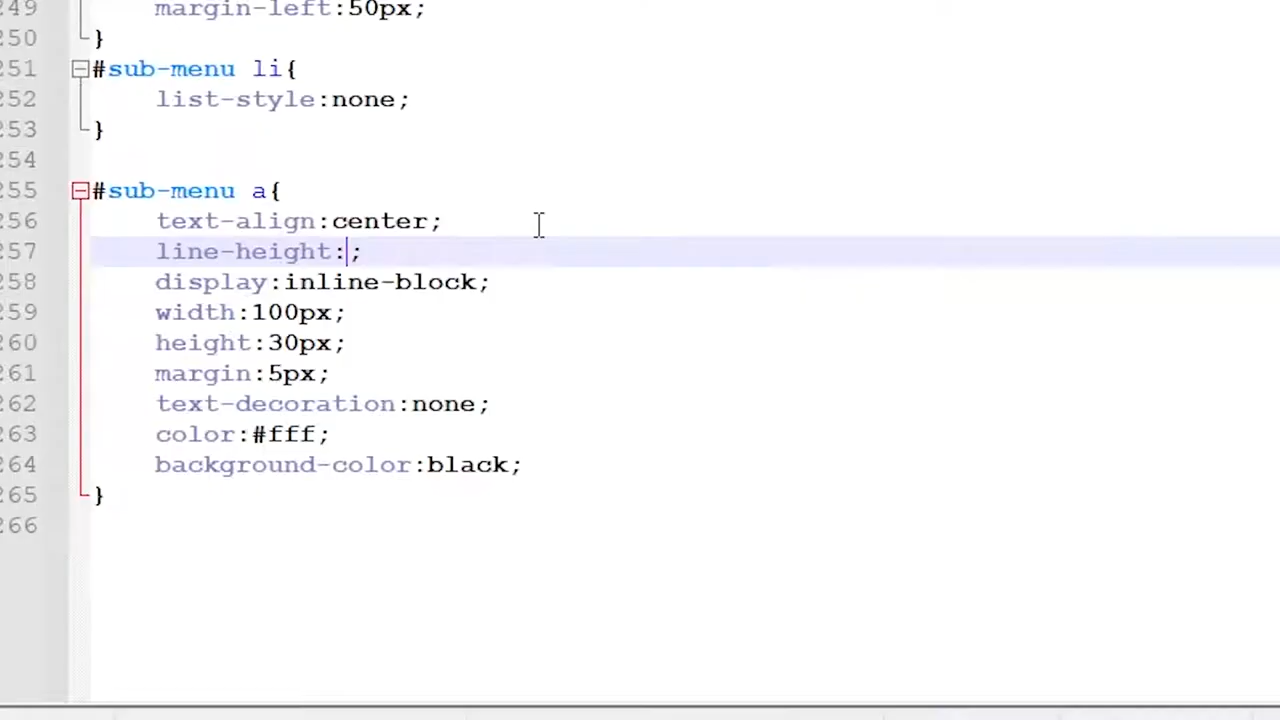 249 margin-left:50px;
250 }
251 #sub-menu li{
252 list-style:none;
253 }
254
255 #sub-menu a{
256 text-align:center;
257 line-height:;
258 display:inline-block;
259 width:100px;
260 height:30px;
261 margin:5px;
262 text-decoration:none;
263 color:#fff;
264 background-color:black;
265 }
266